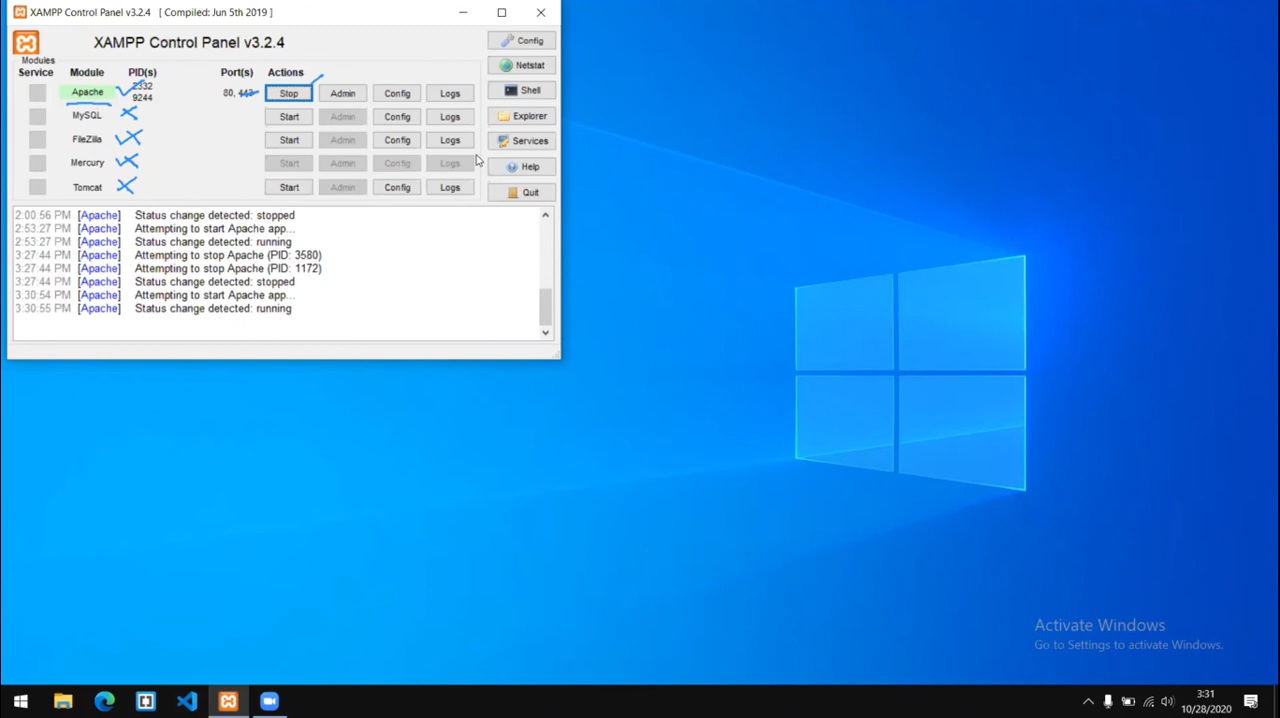 XAMPP Control Panel v3.2.4 [ Compiled: Jun 5th 2019 ]
XAMPP Control Panel v3.2.4
Config
Modules
Service Module PID(s) Port(s) Actions
Netstat
Apache 2332 9244 80, 443 Stop Admin Config Logs
Shell
MySQL Start Admin Config Logs
Explorer
FileZilla Start Admin Config Logs
Services
Mercury Start Admin Config Logs
Help
Tomcat Start Admin Config Logs
Quit
2:00:56 PM [Apache] Status change detected: stopped
2:53:27 PM [Apache] Attempting to start Apache app...
2:53:27 PM [Apache] Status change detected: running
3:27:44 PM [Apache] Attempting to stop Apache (PID: 3580)
3:27:44 PM [Apache] Attempting to stop Apache (PID: 1172)
3:27:44 PM [Apache] Status change detected: stopped
3:30:54 PM [Apache] Attempting to start Apache app...
3:30:55 PM [Apache] Status change detected: running
Activate Windows
Go to Settings to activate Windows.
3:31
10/28/2020